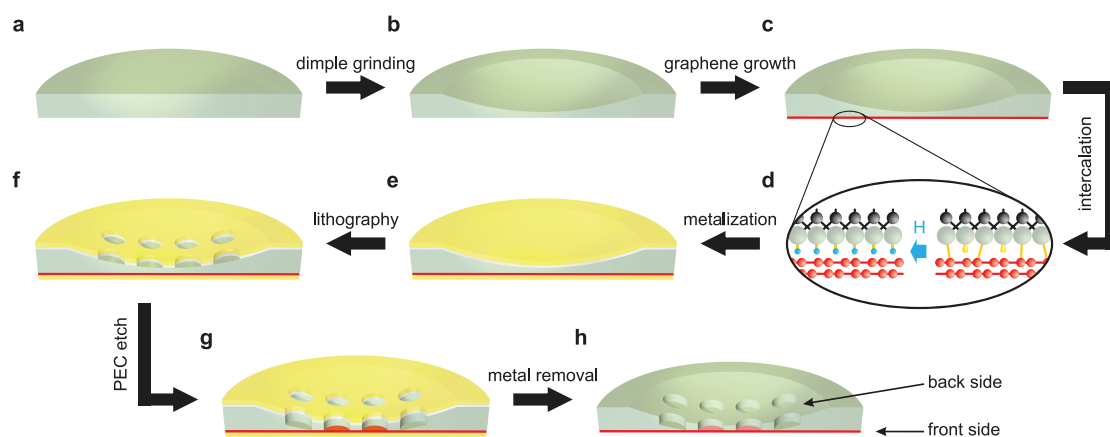 a
dimple grinding
b
graphene growth
c
intercalation
f
lithography
e
metalization
d
H
PEC etch
g
metal removal
h
back side
front side